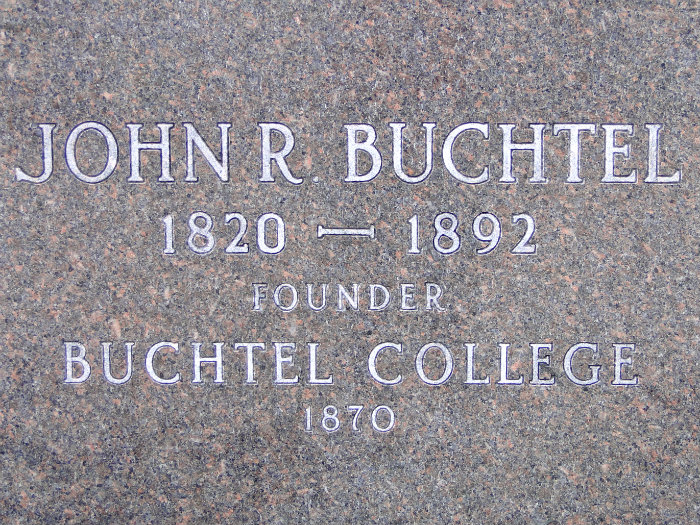 JOHN R. BUCHTEL
1820 — 1892
FOUNDER
BUCHTEL COLLEGE
1870